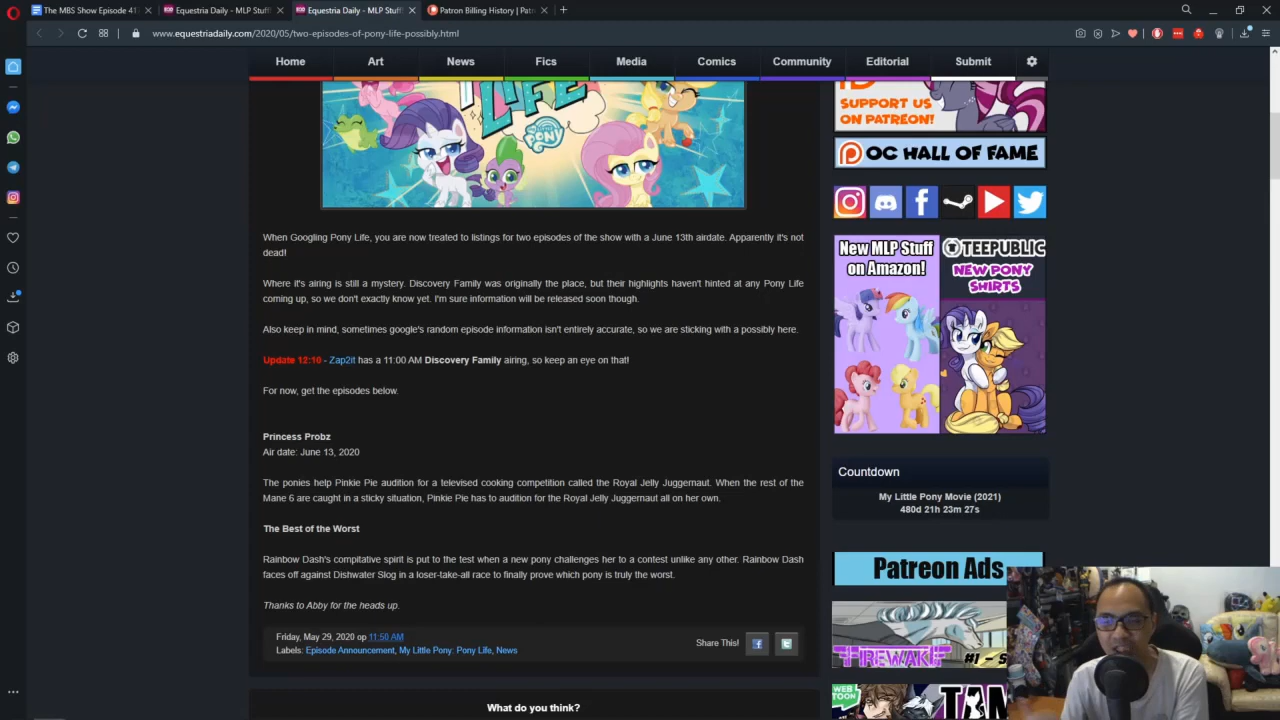 The MBS Show Episode 41
Equestria Daily - MLP Stuff
Equestria Daily - MLP Stuff!
Patron Billing History | Patr
www.equestriadaily.com/2020/05/two-episodes-of-pony-life-possibly.html
Home
Art
News
Fics
Media
Comics
Community
Editorial
Submit
LIFE
MY LITTLE PONY
SUPPORT US
ON PATREON!
OC HALL OF FAME
When Googling Pony Life, you are now treated to listings for two episodes of the show with a June 13th airdate. Apparently it's not
dead!
Where it's airing is still a mystery. Discovery Family was originally the place, but their highlights haven't hinted at any Pony Life
coming up, so we don't exactly know yet. I'm sure information will be released soon though.
Also keep in mind, sometimes google's random episode information isn't entirely accurate, so we are sticking with a possibly here.
Update 12:10 - Zap2it has a 11:00 AM Discovery Family airing, so keep an eye on that!
For now, get the episodes below.
Princess Probz
Air date: June 13, 2020
The ponies help Pinkie Pie audition for a televised cooking competition called the Royal Jelly Juggernaut. When the rest of the
Mane 6 are caught in a sticky situation, Pinkie Pie has to audition for the Royal Jelly Juggernaut all on her own.
The Best of the Worst
Rainbow Dash's compitative spirit is put to the test when a new pony challenges her to a contest unlike any other. Rainbow Dash
faces off against Dishwater Slog in a loser-take-all race to finally prove which pony is truly the worst.
Thanks to Abby for the heads up.
Friday, May 29, 2020 op 11:50 AM
Labels: Episode Announcement, My Little Pony: Pony Life, News
Share This!
What do you think?
New MLP Stuff
on Amazon!
TEEPUBLIC
NEW PONY
SHIRTS
Countdown
My Little Pony Movie (2021)
480d 21h 23m 27s
Patreon Ads
#1 - S
WEB
TOON